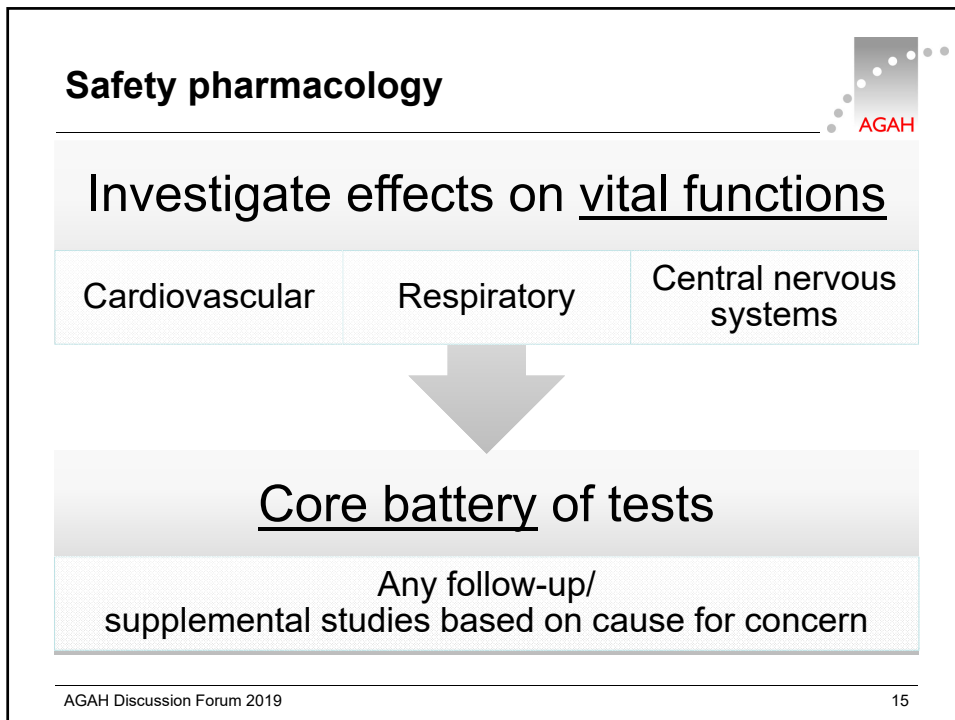 Safety pharmacology
AGAH
Investigate effects on vital functions
Cardiovascular
Respiratory
Central nervous
systems
Core battery of tests
Any follow-up/
supplemental studies based on cause for concern
AGAH Discussion Forum 2019
15